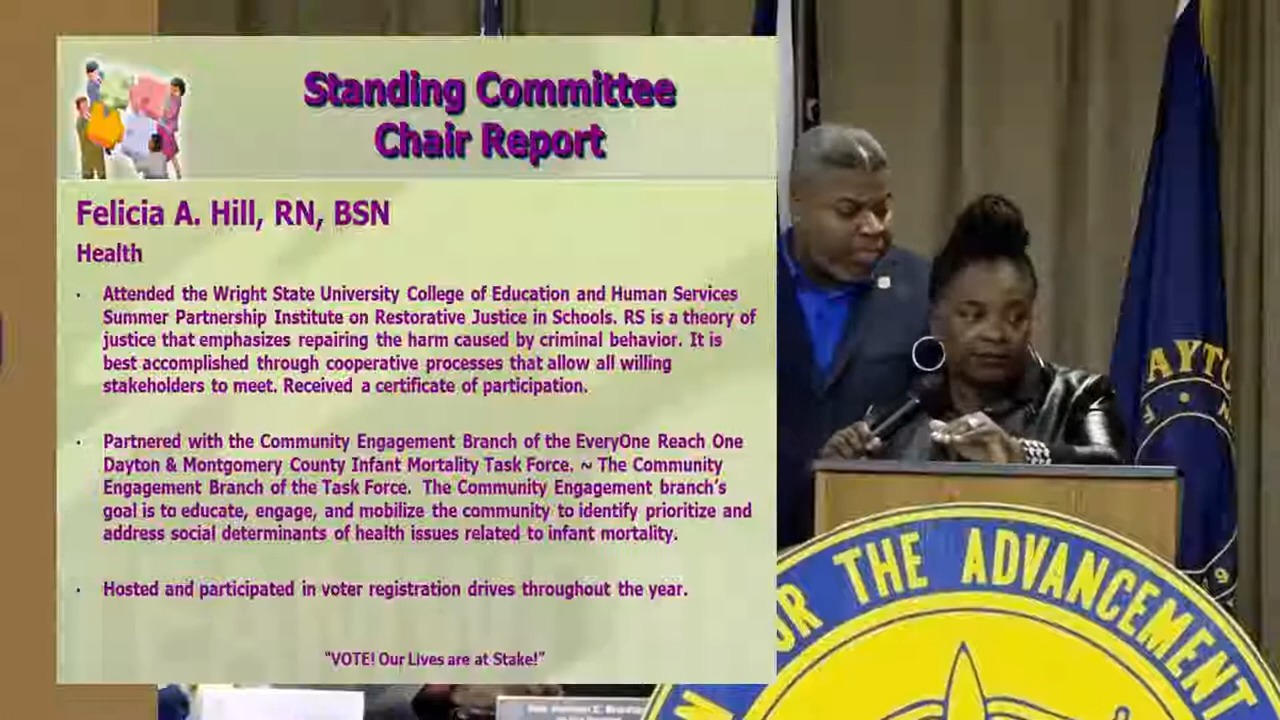 Standing Committee
Chair Report
Felicia A. Hill, RN, BSN
Health
· Attended the Wright State University College of Education and Human Services
Summer Partnership Institute on Restorative Justice in Schools. RS is a theory of
justice that emphasizes repairing the harm caused by criminal behavior. It is
best accomplished through cooperative processes that allow all willing
stakeholders to meet. Received a certificate of participation.
· Partnered with the Community Engagement Branch of the EveryOne Reach One
Dayton & Montgomery County Infant Mortality Task Force. ~ The Community
Engagement Branch of the Task Force. The Community Engagement branch's
goal is to educate, engage, and mobilize the community to identify prioritize and
address social determinants of health issues related to infant mortality.
· Hosted and participated in voter registration drives throughout the year.
"VOTE! Our Lives are at Stake!"
AYTO
OR THE ADVANCEMENT
N